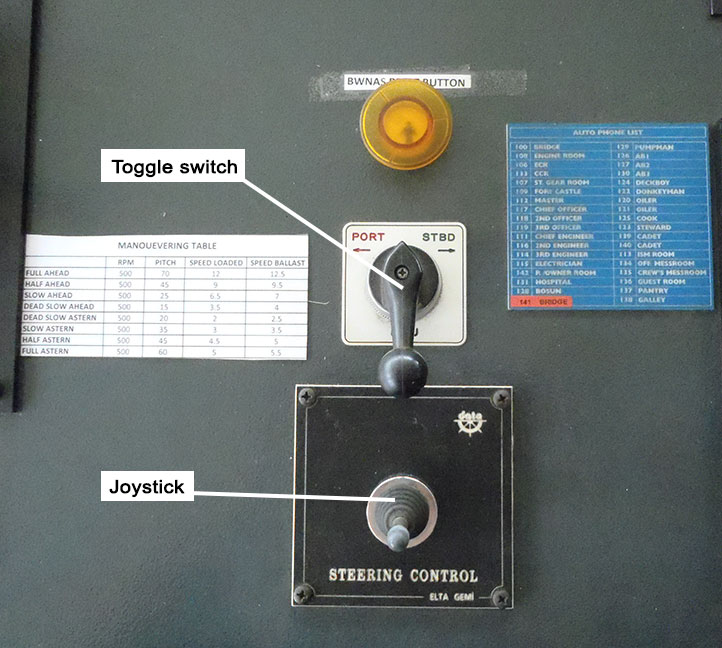 BWNAS BUTTON
Toggle switch
AUTO PHONE LIST
100 BRIDGE
105 ENGINE ROOM
106 ECR
133 CCR
107 ST. GEAR ROOM
109 FORE CASTLE
112 MASTER
117 CHIEF OFFICER
118 2ND OFFICER
119 3RD OFFICER
111 CHIEF ENGINEER
116 2ND ENGINEER
114 3RD ENGINEER
115 ELECTRICIAN
142 P. OWNER ROOM
131 HOSPITAL
120 BOSUN
141 BRIDGE
129 PUMPMAN
126 AB1
127 AB2
130 AB3
124 DECKBOY
123 DONKEYMAN
122 OILER
121 OILER
125 COOK
132 STEWARD
139 CADET
140 CADET
113 ISM ROOM
134 OFF. MESSROOM
135 CREW'S MESSROOM
136 GUEST ROOM
137 PANTRY
138 GALLEY
PORT STBD
MANOUEVERING TABLE
RPM PITCH SPEED LOADED SPEED BALLAST
FULL AHEAD 500 70 12 12.5
HALF AHEAD 500 45 9 9.5
SLOW AHEAD 500 25 6.5 7
DEAD SLOW AHEAD 500 15 3.5 4
DEAD SLOW ASTERN 500 20 2 2.5
SLOW ASTERN 500 35 3 3.5
HALF ASTERN 500 45 4.5 5
FULL ASTERN 500 60 5 5.5
data
Joystick
STEERING CONTROL
ELTA GEMİ